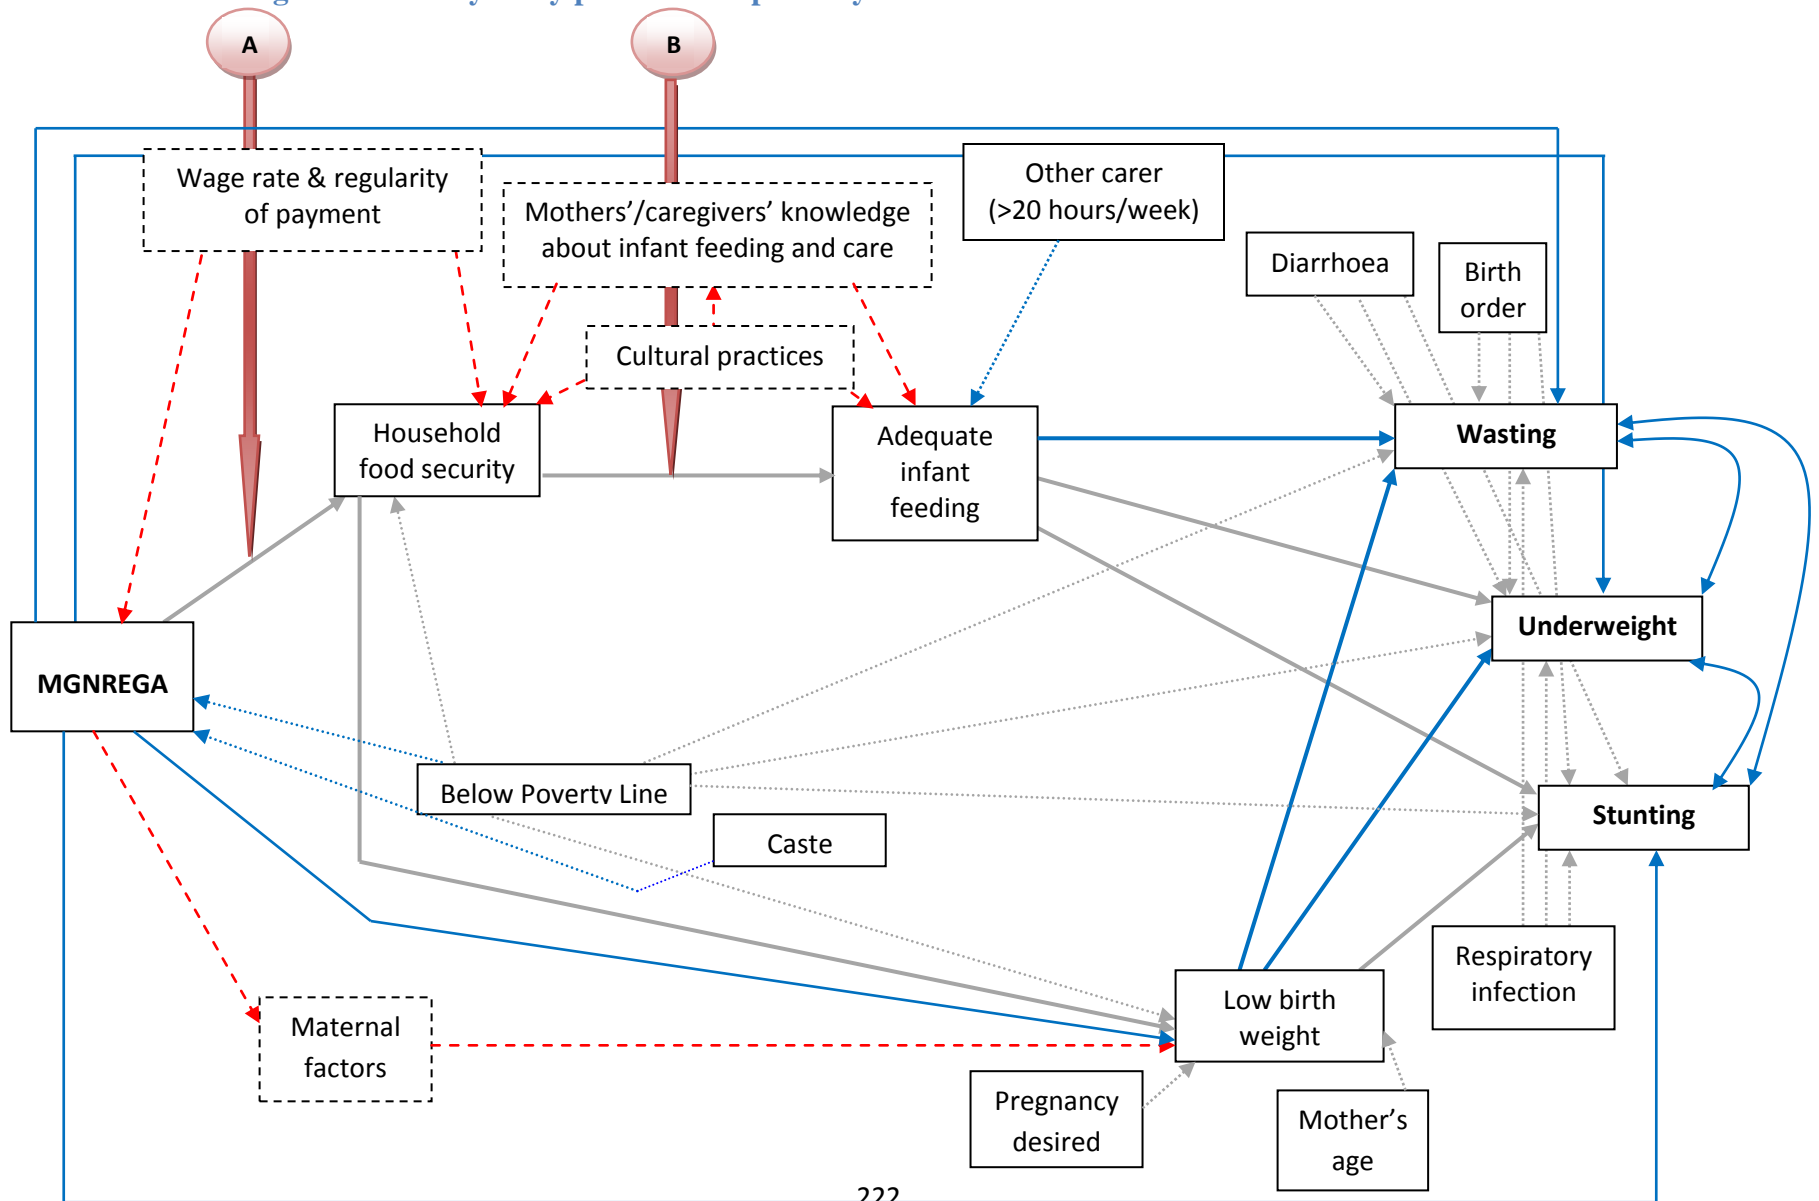 A
B
Wage rate & regularity
of payment
Mothers’/caregivers’ knowledge
about infant feeding and care
Other carer
(>20 hours/week)
Diarrhoea
Birth
order
Cultural practices
Household
food security
Adequate
infant
feeding
Wasting
Underweight
MGNREGA
Below Poverty Line
Stunting
Caste
Respiratory
infection
Low birth
weight
Maternal
factors
Pregnancy
desired
Mother’s
age
222